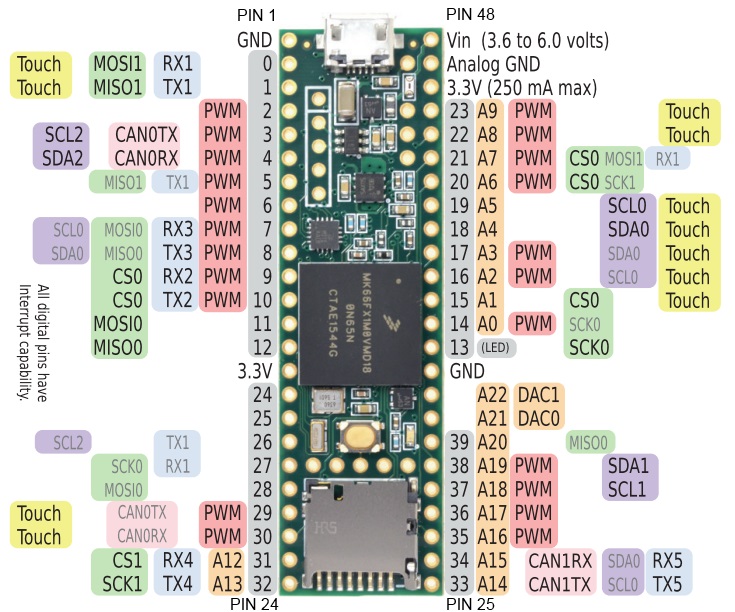 PIN 1 PIN 48
GND Vin (3.6 to 6.0 volts)
Touch MOSI1 RX1 0 Analog GND
Touch MISO1 TX1 1 3.3V (250 mA max)
PWM 2 23 A9 PWM Touch
SCL2 CAN0TX PWM 3 22 A8 PWM Touch
SDA2 CAN0RX PWM 4 21 A7 PWM CS0 MOSI1 RX1
MISO1 TX1 PWM 5 20 A6 PWM CS0 SCK1
PWM 6 19 A5 SCL0 Touch
SCL0 MOSI0 RX3 PWM 7 18 A4 SDA0 Touch
SDA0 MISO0 TX3 PWM 8 17 A3 PWM SDA0 Touch
CS0 RX2 PWM 9 16 A2 PWM SCL0 Touch
CS0 TX2 PWM 10 15 A1 CS0 Touch
MOSI0 11 14 A0 PWM SCK0
MISO0 12 13 (LED) SCK0
3.3V GND
24 A22 DAC1
25 A21 DAC0
SCL2 TX1 26 39 A20 MISO0
SCK0 RX1 27 38 A19 PWM SDA1
MOSI0 28 37 A18 PWM SCL1
Touch CAN0TX PWM 29 36 A17 PWM
Touch CAN0RX PWM 30 35 A16 PWM
CS1 RX4 A12 31 34 A15 CAN1RX SDA0 RX5
SCK1 TX4 A13 32 33 A14 CAN1TX SCL0 TX5
PIN 24 PIN 25
All digital pins have
Interrupt capability.
MK66FX1M0VMD18
0N65N
CTAE1544G
HRS